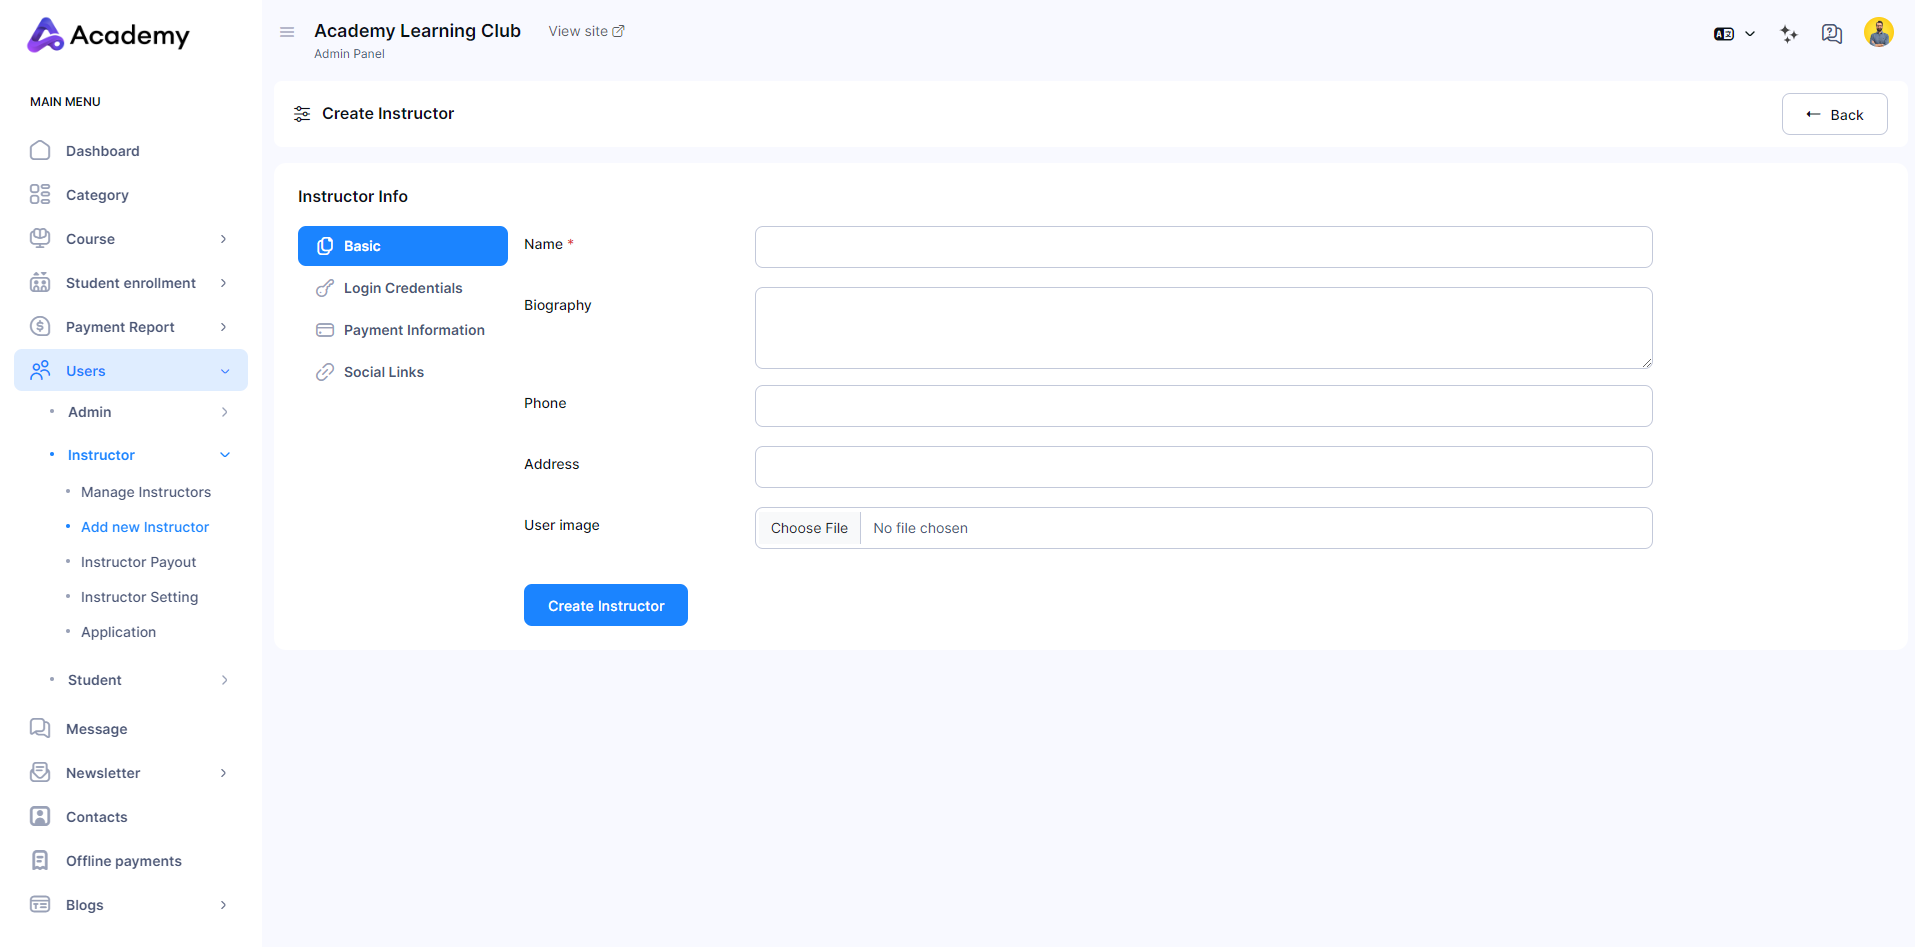 Academy
MAIN MENU
Dashboard
Category
Course
Student enrollment
Payment Report
Users
Admin
Instructor
Manage Instructors
Add new Instructor
Instructor Payout
Instructor Setting
Application
Student
Message
Newsletter
Contacts
Offline payments
Blogs
Academy Learning Club
View site
Admin Panel
Create Instructor
Back
Instructor Info
Basic
Login Credentials
Payment Information
Social Links
Name *
Biography
Phone
Address
User image
Choose File
No file chosen
Create Instructor